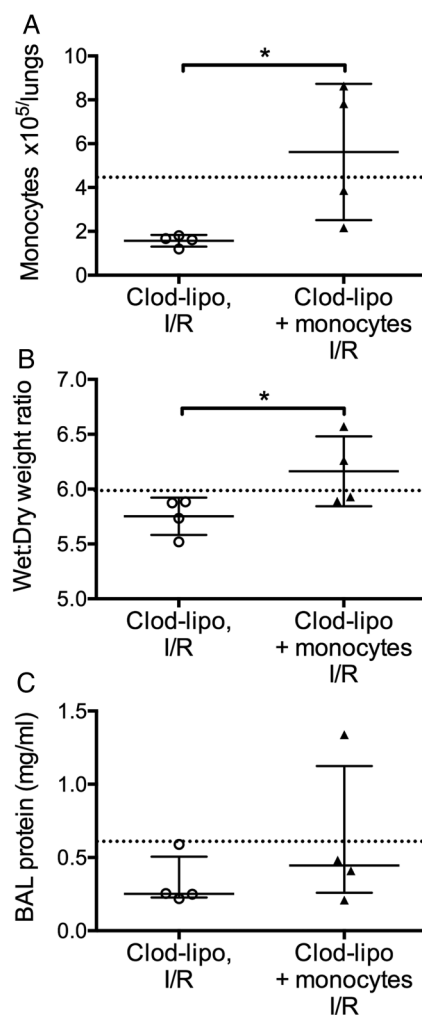 A
Monocytes x10⁵/lungs
10
8
6
4
2
0
*
Clod-lipo,
I/R
Clod-lipo
+ monocytes
I/R
B
Wet:Dry weight ratio
7.0
6.5
6.0
5.5
5.0
*
Clod-lipo,
I/R
Clod-lipo
+ monocytes
I/R
C
BAL protein (mg/ml)
1.5
1.0
0.5
0.0
Clod-lipo,
I/R
Clod-lipo
+ monocytes
I/R